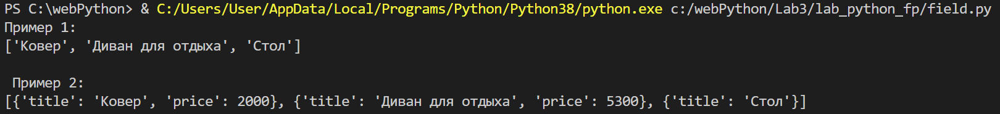 PS C:\webPython> & C:/Users/User/AppData/Local/Programs/Python/Python38/python.exe c:/webPython/Lab3/lab_python_fp/field.py
Пример 1:
['Ковер', 'Диван для отдыха', 'Стол']
Пример 2:
[{'title': 'Ковер', 'price': 2000}, {'title': 'Диван для отдыха', 'price': 5300}, {'title': 'Стол'}]